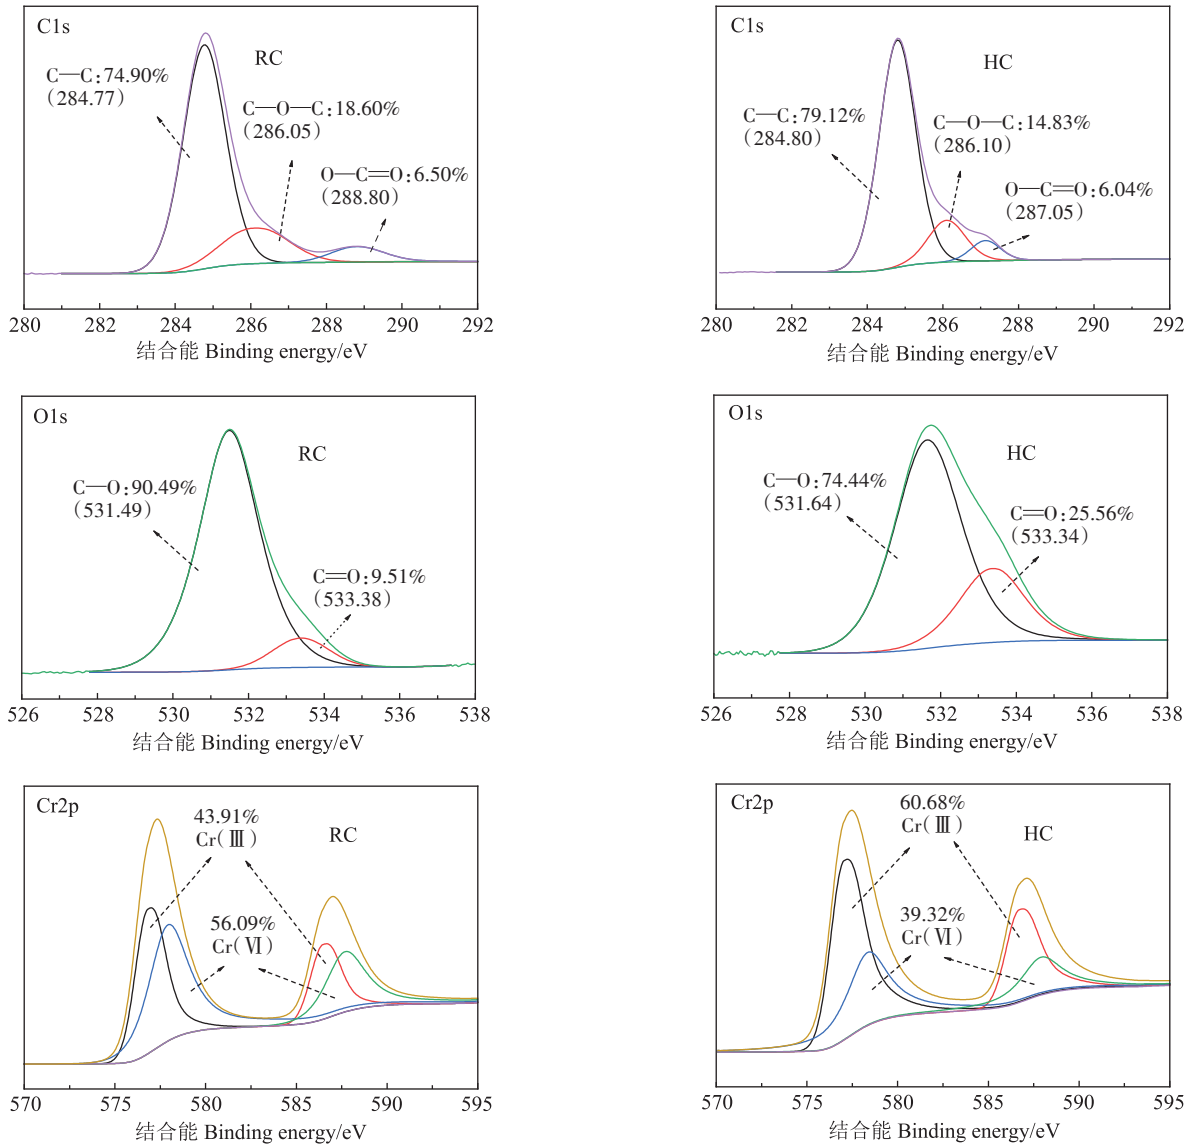 C1s
RC
C—C:74.90%
(284.77)
C—O—C:18.60%
(286.05)
O—C=O:6.50%
(288.80)
280 282 284 286 288 290 292
结合能 Binding energy/eV
C1s
HC
C—C:79.12%
(284.80)
C—O—C:14.83%
(286.10)
O—C=O:6.04%
(287.05)
280 282 284 286 288 290 292
结合能 Binding energy/eV
O1s
RC
C—O:90.49%
(531.49)
C=O:9.51%
(533.38)
526 528 530 532 534 536 538
结合能 Binding energy/eV
O1s
HC
C—O:74.44%
(531.64)
C=O:25.56%
(533.34)
526 528 530 532 534 536 538
结合能 Binding energy/eV
Cr2p
43.91%
Cr(Ⅲ)
RC
56.09%
Cr(Ⅵ)
570 575 580 585 590 595
结合能 Binding energy/eV
Cr2p
60.68%
Cr(Ⅲ)
HC
39.32%
Cr(Ⅵ)
570 575 580 585 590 595
结合能 Binding energy/eV